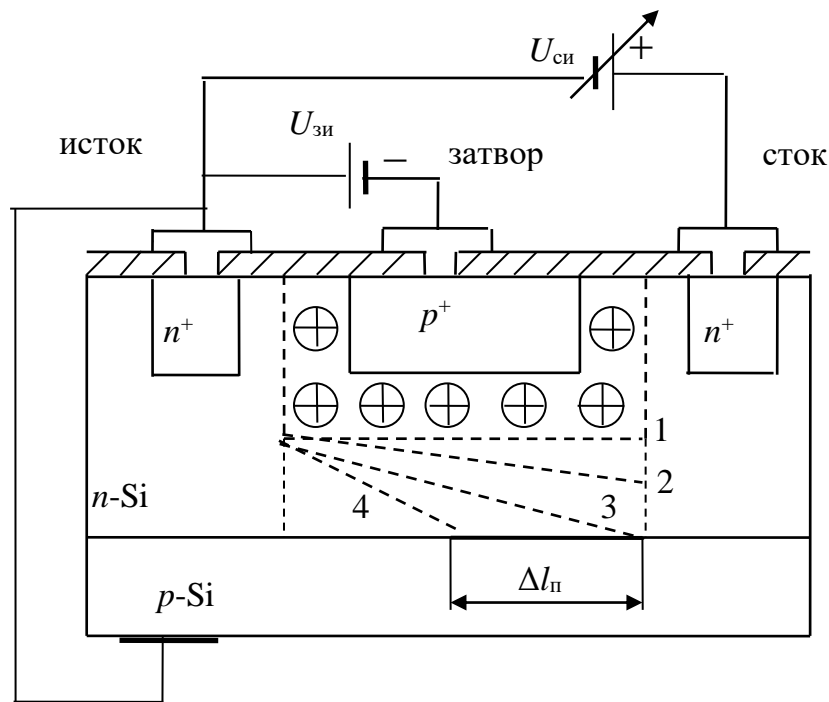 U_си +
U_зи − затвор
исток сток
n⁺ p⁺ n⁺
1
2
n-Si 4 3
p-Si Δl_п